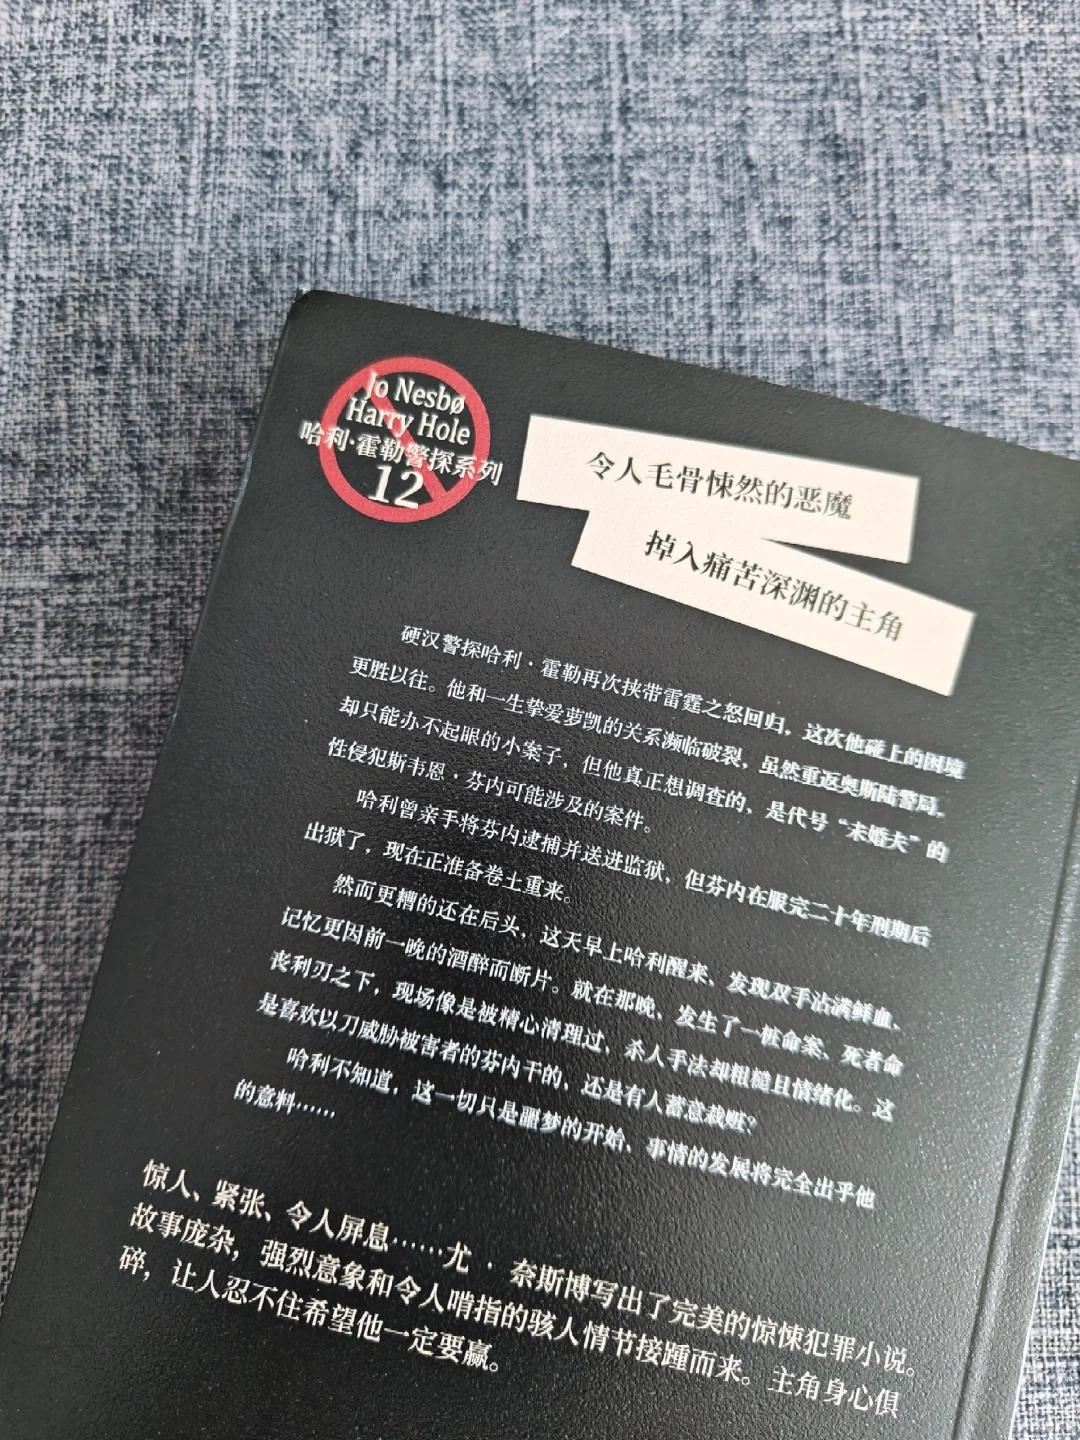 Jo Nesbø
Harry Hole
哈利·霍勒警探系列
12
令人毛骨悚然的恶魔
掉入痛苦深渊的主角
硬汉警探哈利·霍勒再次挟带雷霆之怒回归，这次他碰上的困境
更胜以往。他和一生挚爱萝凯的关系濒临破裂，虽然重返奥斯陆警局，
却只能办不起眼的小案子，但他真正想调查的，是代号“未婚夫”的
性侵犯斯韦恩·芬内可能涉及的案件。
哈利曾亲手将芬内逮捕并送进监狱，但芬内在服完二十年刑期后
出狱了，现在正准备卷土重来。
然而更糟的还在后头，这天早上哈利醒来，发现双手沾满鲜血，
记忆更因前一晚的酒醉而断片。就在那晚，发生了一桩命案，死者命
丧利刃之下，现场像是被精心清理过，杀人手法却粗糙且情绪化。这
是喜欢以刀威胁被害者的芬内干的，还是有人蓄意栽赃？
哈利不知道，这一切只是噩梦的开始，事情的发展将完全出乎他
的意料……
惊人、紧张、令人屏息……尤·奈斯博写出了完美的惊悚犯罪小说。
故事庞杂，强烈意象和令人啃指的骇人情节接踵而来。主角身心俱
碎，让人忍不住希望他一定要赢。